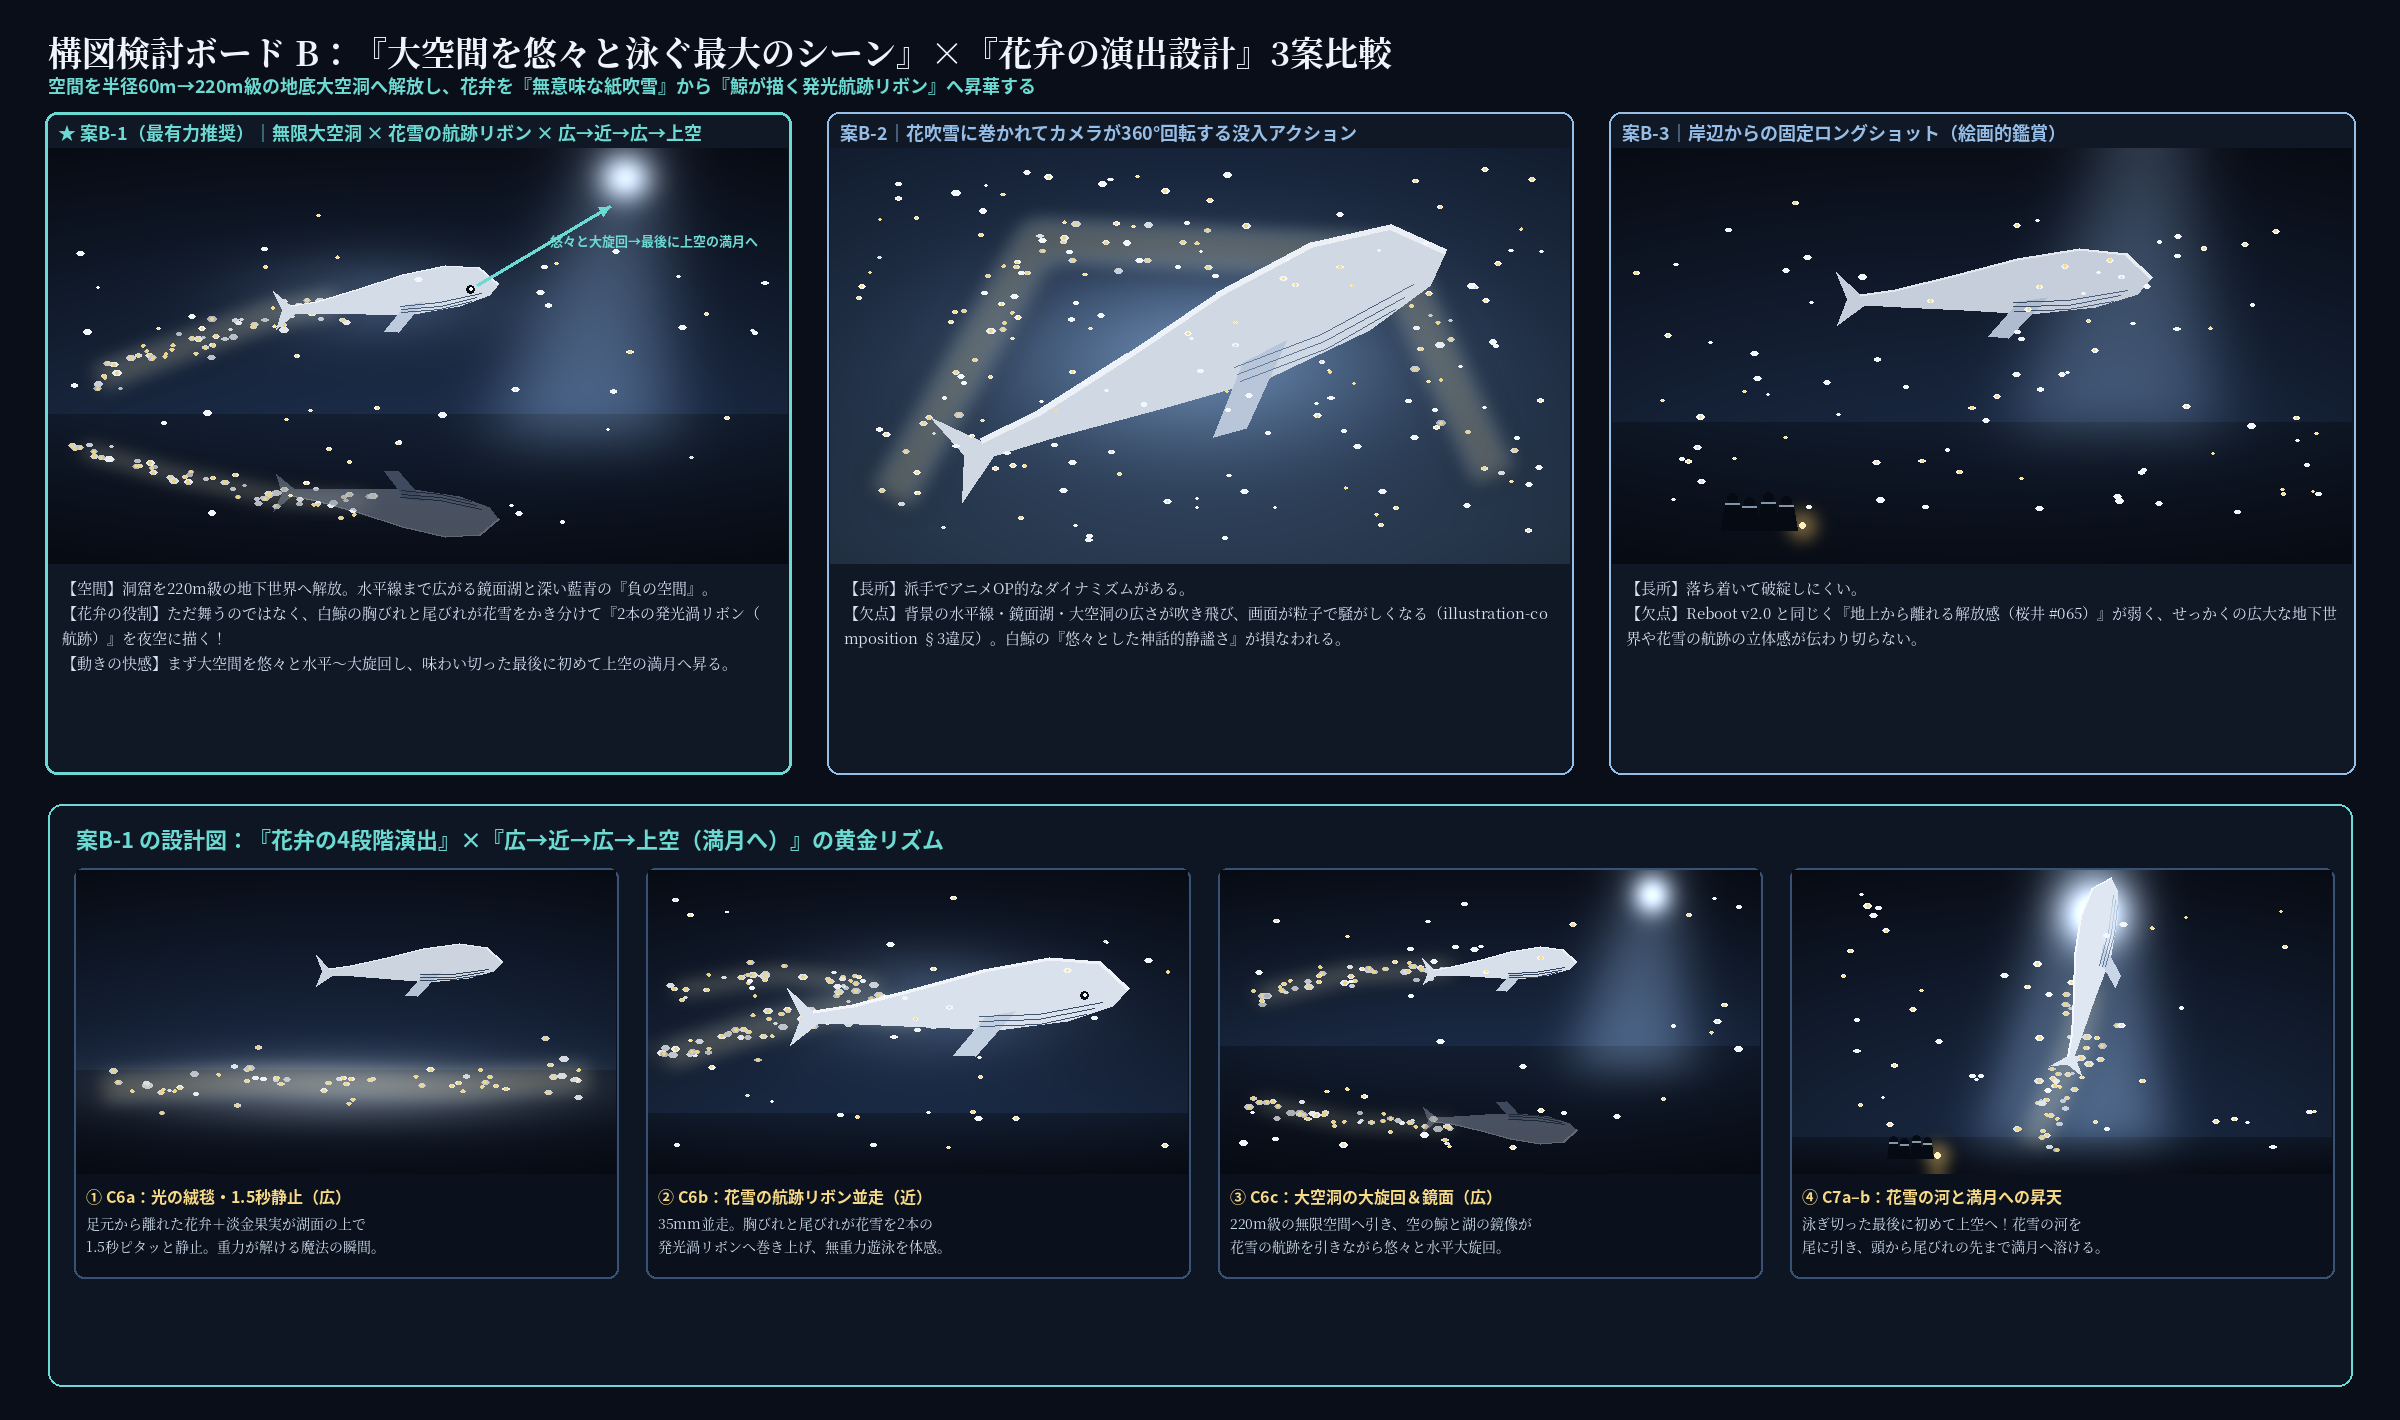 構図検討ボード B：『大空間を悠々と泳ぐ最大のシーン』×『花弁の演出設計』3案比較
空間を半径60m→220m級の地底大空洞へ解放し、花弁を『無意味な紙吹雪』から『鯨が描く発光航跡リボン』へ昇華する
★ 案B-1（最有力推奨）｜無限大空洞 × 花雪の航跡リボン × 広→近→広→上空
悠々と大旋回→最後に上空の満月へ
【空間】洞窟を220m級の地下世界へ解放。水平線まで広がる鏡面湖と深い藍青の『負の空間』。
【花弁の役割】ただ舞うのではなく、白鯨の胸びれと尾びれが花雪をかき分けて『2本の発光渦リボン（
航跡）』を夜空に描く！
【動きの快感】まず大空間を悠々と水平〜大旋回し、味わい切った最後に初めて上空の満月へ昇る。
案B-2｜花吹雪に巻かれてカメラが360°回転する没入アクション
【長所】派手でアニメOP的なダイナミズムがある。
【欠点】背景の水平線・鏡面湖・大空洞の広さが吹き飛び、画面が粒子で騒がしくなる（illustration-co
mposition §3違反）。白鯨の『悠々とした神話的静謐さ』が損なわれる。
案B-3｜岸辺からの固定ロングショット（絵画的鑑賞）
【長所】落ち着いて破綻しにくい。
【欠点】Reboot v2.0 と同じく『地上から離れる解放感（桜井 #065）』が弱く、せっかくの広大な地下世
界や花雪の航跡の立体感が伝わり切らない。
案B-1 の設計図：『花弁の4段階演出』×『広→近→広→上空（満月へ）』の黄金リズム
① C6a：光の絨毯・1.5秒静止（広）
足元から離れた花弁＋淡金果実が湖面の上で
1.5秒ピタッと静止。重力が解ける魔法の瞬間。
② C6b：花雪の航跡リボン並走（近）
35mm並走。胸びれと尾びれが花雪を2本の
発光渦リボンへ巻き上げ、無重力遊泳を体感。
③ C6c：大空洞の大旋回＆鏡面（広）
220m級の無限空間へ引き、空の鯨と湖の鏡像が
花雪の航跡を引きながら悠々と水平大旋回。
④ C7a–b：花雪の河と満月への昇天
泳ぎ切った最後に初めて上空へ！花雪の河を
尾に引き、頭から尾びれの先まで満月へ溶ける。